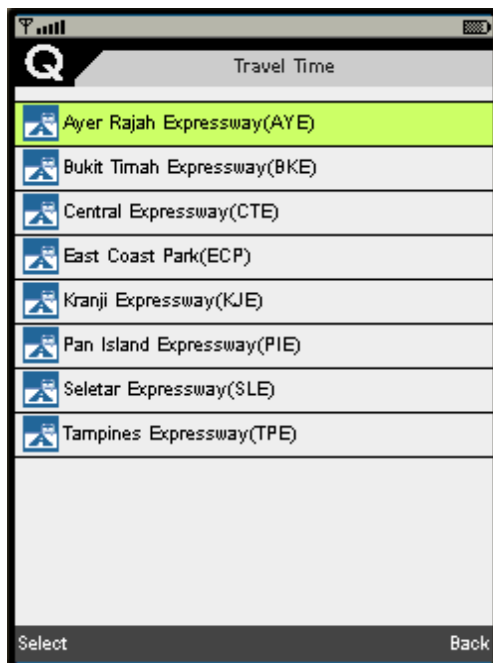 Q
Travel Time
Ayer Rajah Expressway(AYE)
Bukit Timah Expressway(BKE)
Central Expressway(CTE)
East Coast Park(ECP)
Kranji Expressway(KJE)
Pan Island Expressway(PIE)
Seletar Expressway(SLE)
Tampines Expressway(TPE)
Select Back